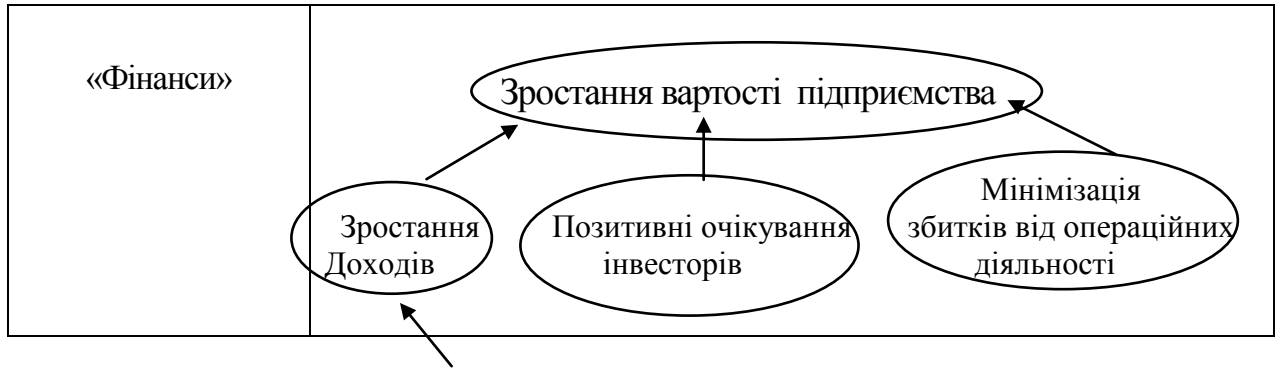 «Фінанси»
Зростання вартості підприємства
Зростання
Доходів
Позитивні очікування
інвесторів
Мінімізація
збитків від операційних
діяльності